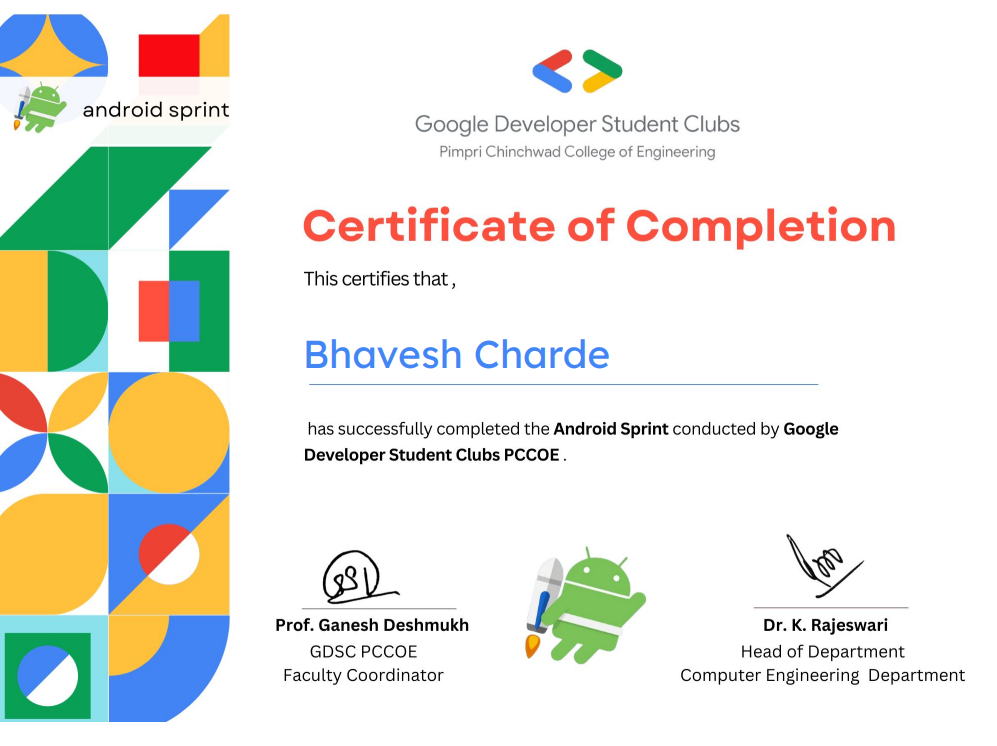 android sprint
Google Developer Student Clubs
Pimpri Chinchwad College of Engineering
Certificate of Completion
This certifies that ,
Bhavesh Charde
has successfully completed the Android Sprint conducted by Google
Developer Student Clubs PCCOE .
Prof. Ganesh Deshmukh
GDSC PCCOE
Faculty Coordinator
Dr. K. Rajeswari
Head of Department
Computer Engineering Department